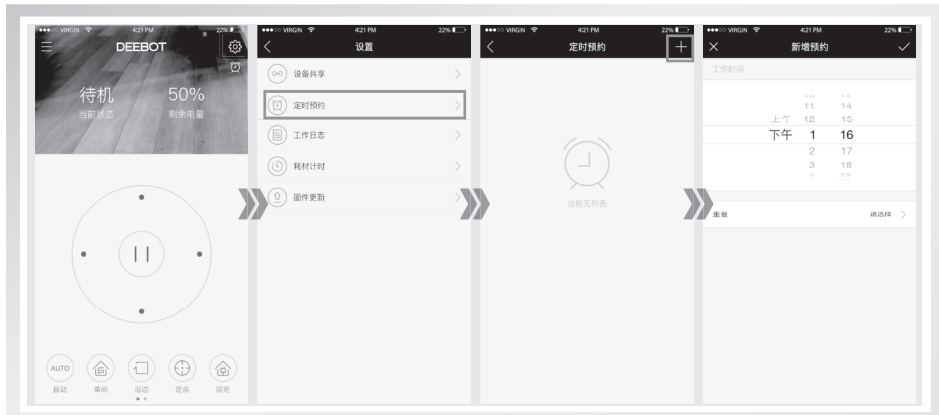 ●●●○○ VIRGIN 4:21 PM 22%
DEEBOT
待机 50%
当前状态 剩余电量
AUTO
自动 单间 沿边 定点 回充
●●●○○ VIRGIN 4:21 PM 22%
设置
设备共享
定时预约
工作日志
耗材计时
固件更新
●●●○○ VIRGIN 4:21 PM 22%
定时预约
当前无列表
●●●○○ VIRGIN 4:21 PM 22%
新增预约
工作时间
10 13
11 14
上午 12 15
下午 1 16
2 17
3 18
4 19
重复 请选择